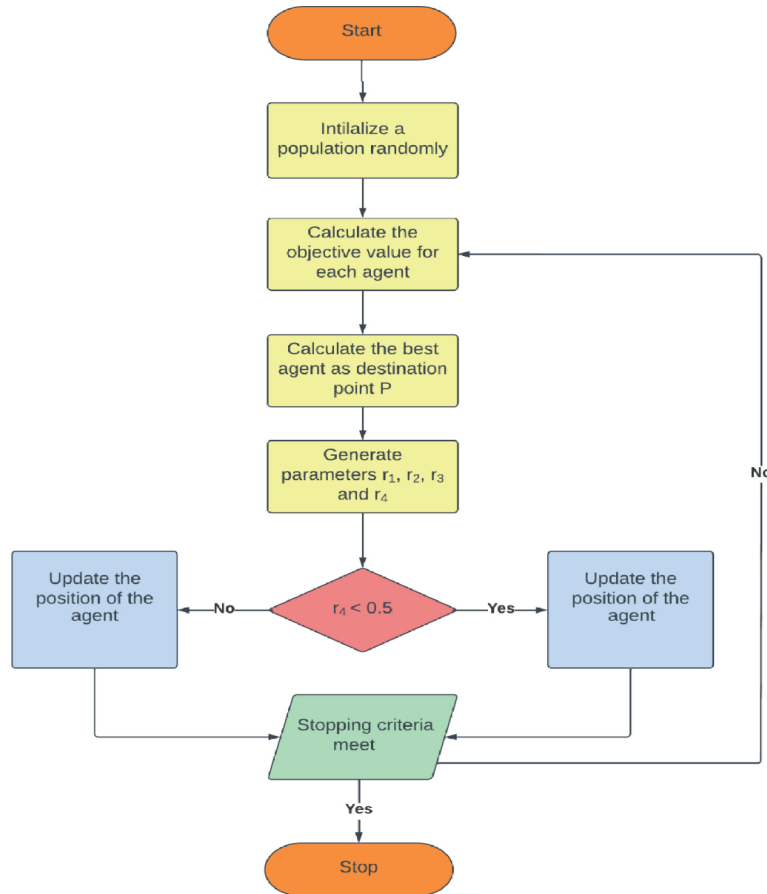 Start
Intilalize a
population randomly
Calculate the
objective value for
each agent
Calculate the best
agent as destination
point P
Generate
parameters r₁, r₂, r₃
and r₄
No
Update the
position of the
agent
No
r₄ < 0.5
Yes
Update the
position of the
agent
Stopping criteria
meet
Yes
Stop